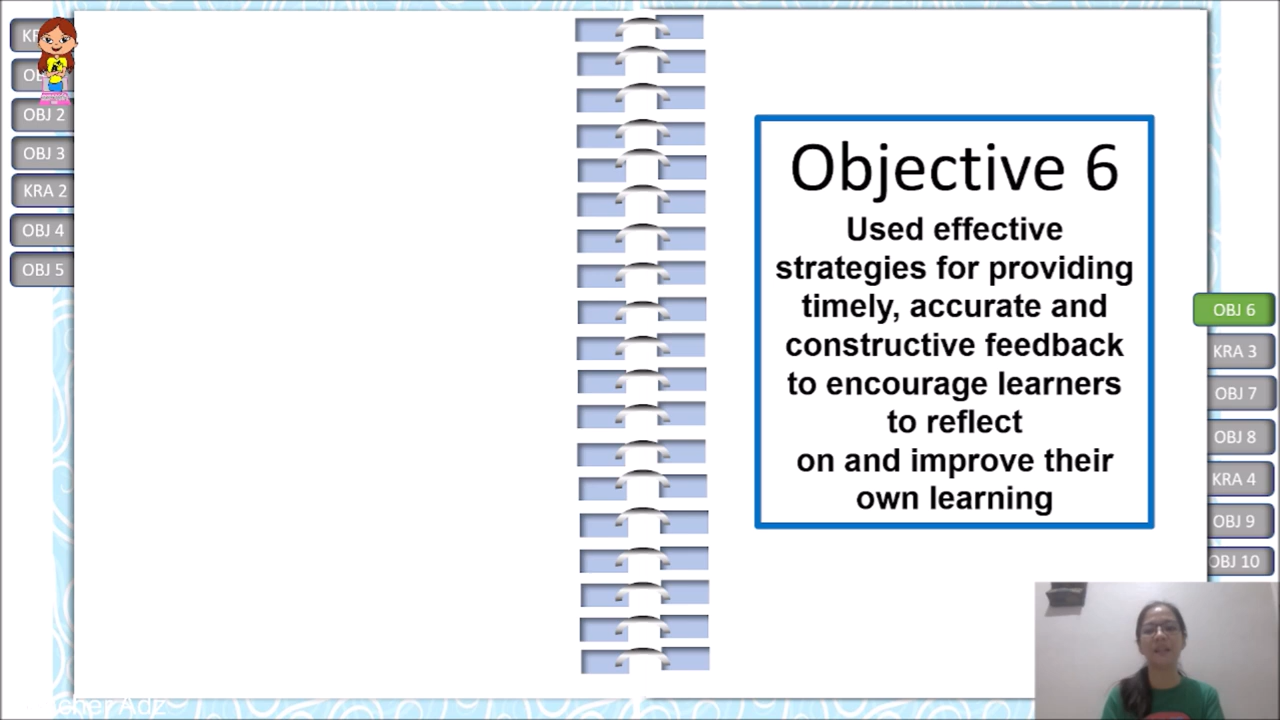 OBJ 2
OBJ 3
KRA 2
OBJ 4
OBJ 5
Objective 6
Used effective
strategies for providing
timely, accurate and
constructive feedback
to encourage learners
to reflect
on and improve their
own learning
OBJ 6
KRA 3
OBJ 7
OBJ 8
KRA 4
OBJ 9
OBJ 10
Adz